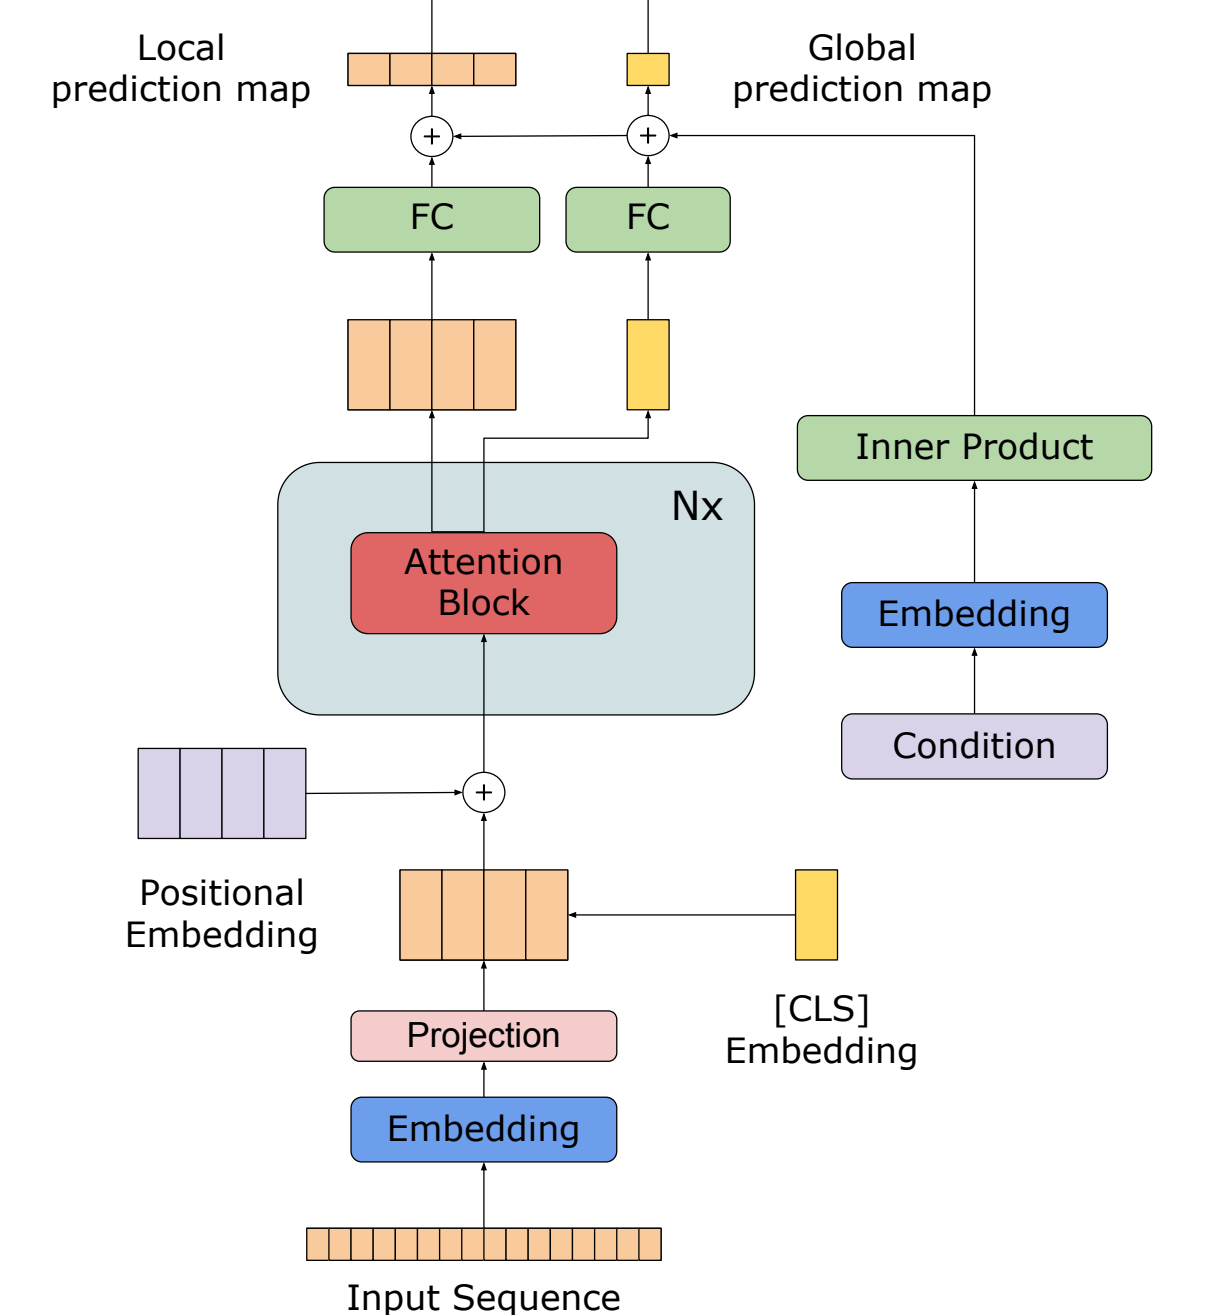 Local
prediction map
Global
prediction map
+
+
FC
FC
Inner Product
Nx
Attention
Block
Embedding
Condition
+
Positional
Embedding
[CLS]
Embedding
Projection
Embedding
Input Sequence